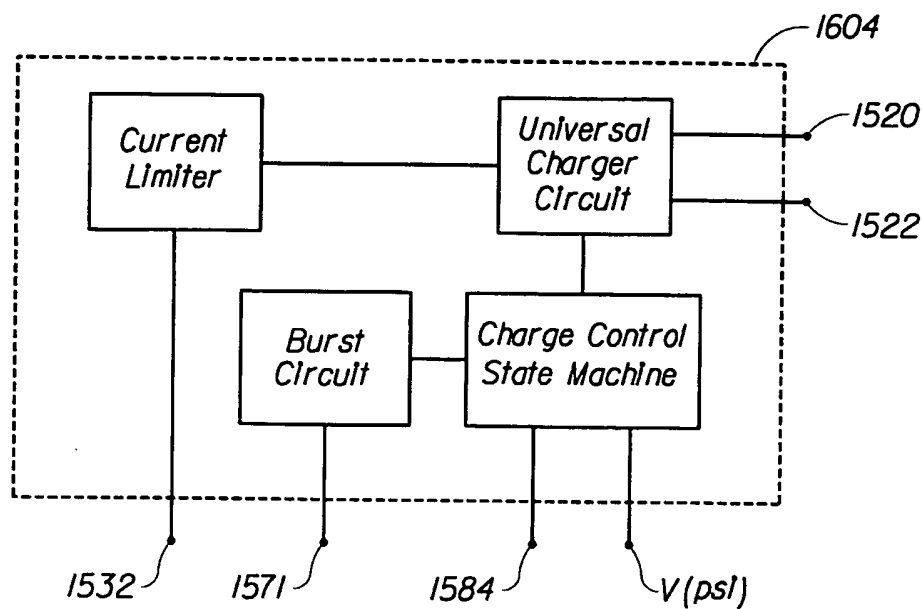 1604
Current
Limiter
Universal
Charger
Circuit
1520
1522
Burst
Circuit
Charge Control
State Machine
1532
1571
1584
V(psi)